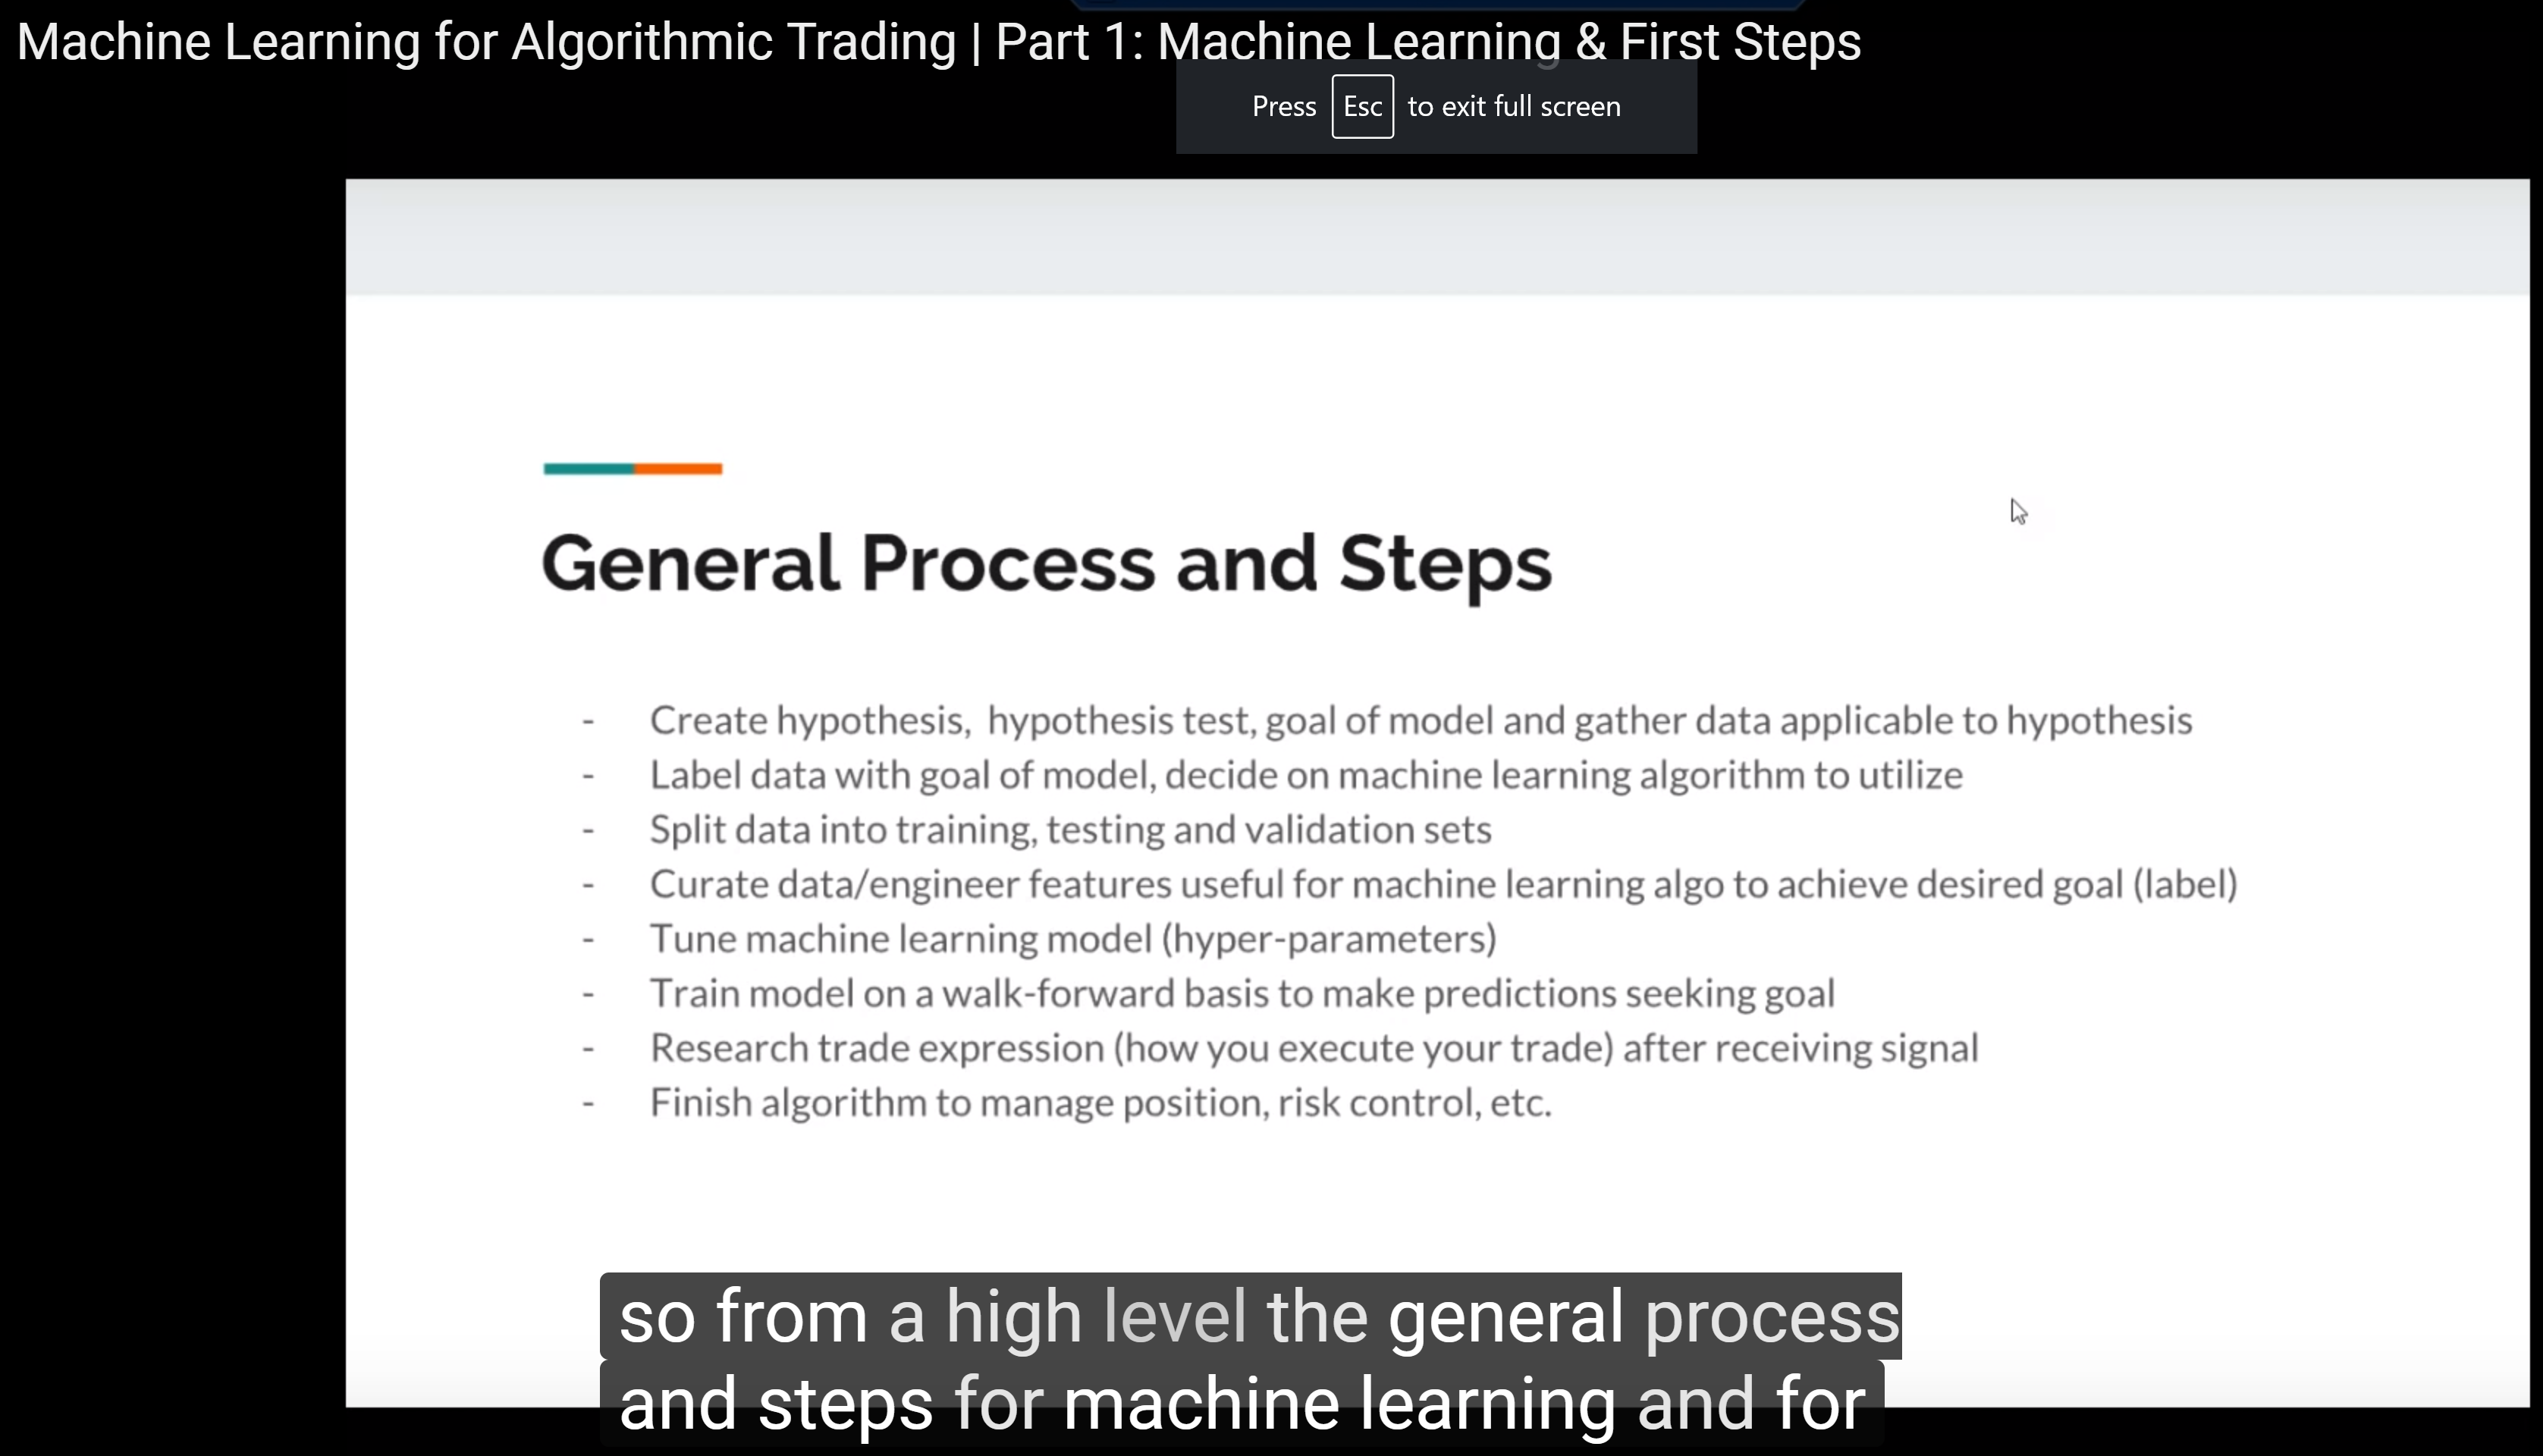 Machine Learning for Algorithmic Trading | Part 1: Machine Learning & First Steps
Press Esc to exit full screen
General Process and Steps
- Create hypothesis,  hypothesis test, goal of model and gather data applicable to hypothesis
- Label data with goal of model, decide on machine learning algorithm to utilize
- Split data into training, testing and validation sets
- Curate data/engineer features useful for machine learning algo to achieve desired goal (label)
- Tune machine learning model (hyper-parameters)
- Train model on a walk-forward basis to make predictions seeking goal
- Research trade expression (how you execute your trade) after receiving signal
- Finish algorithm to manage position, risk control, etc.
so from a high level the general process
and steps for machine learning and for